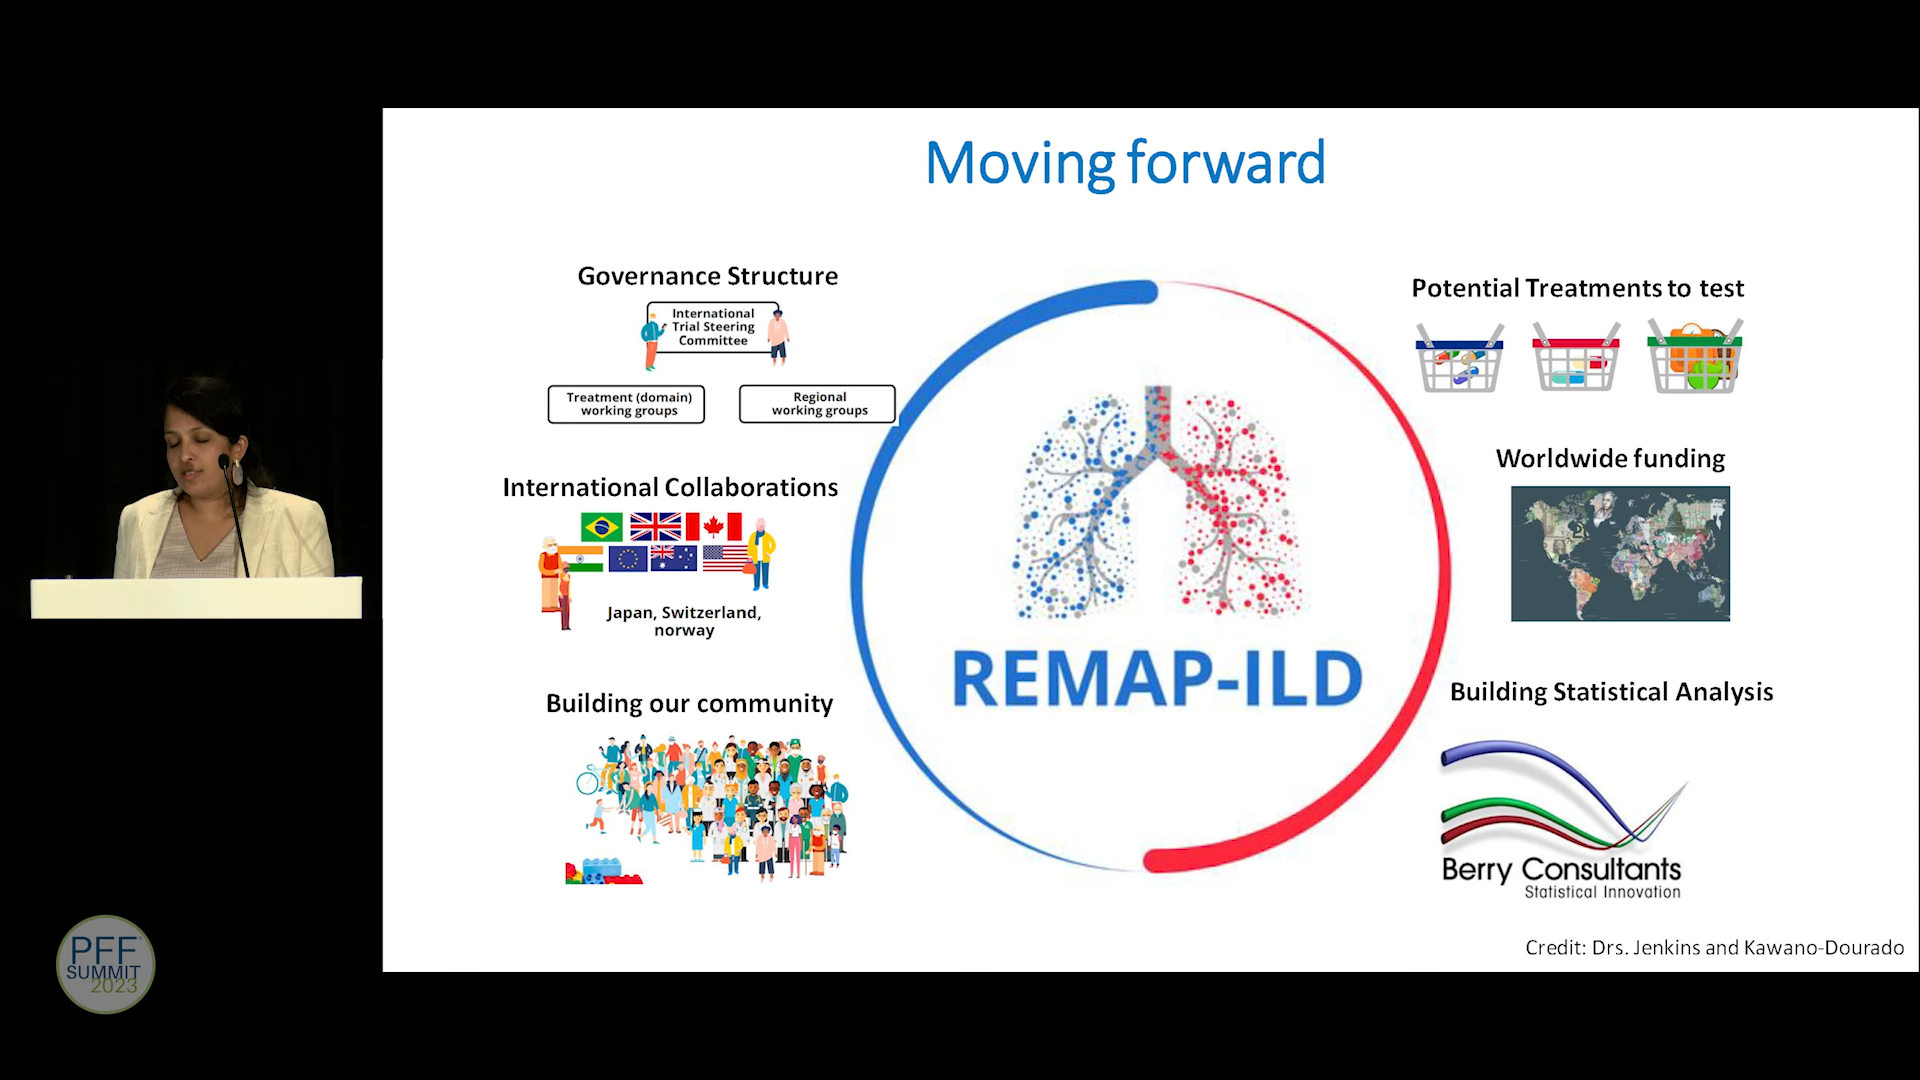 Moving forward
Governance Structure
International
Trial Steering
Committee
Treatment (domain)
working groups
Regional
working groups
International Collaborations
Japan, Switzerland,
norway
Building our community
REMAP-ILD
Potential Treatments to test
Worldwide funding
Building Statistical Analysis
Berry Consultants
Statistical Innovation
Credit: Drs. Jenkins and Kawano-Dourado
PFF
SUMMIT
2023